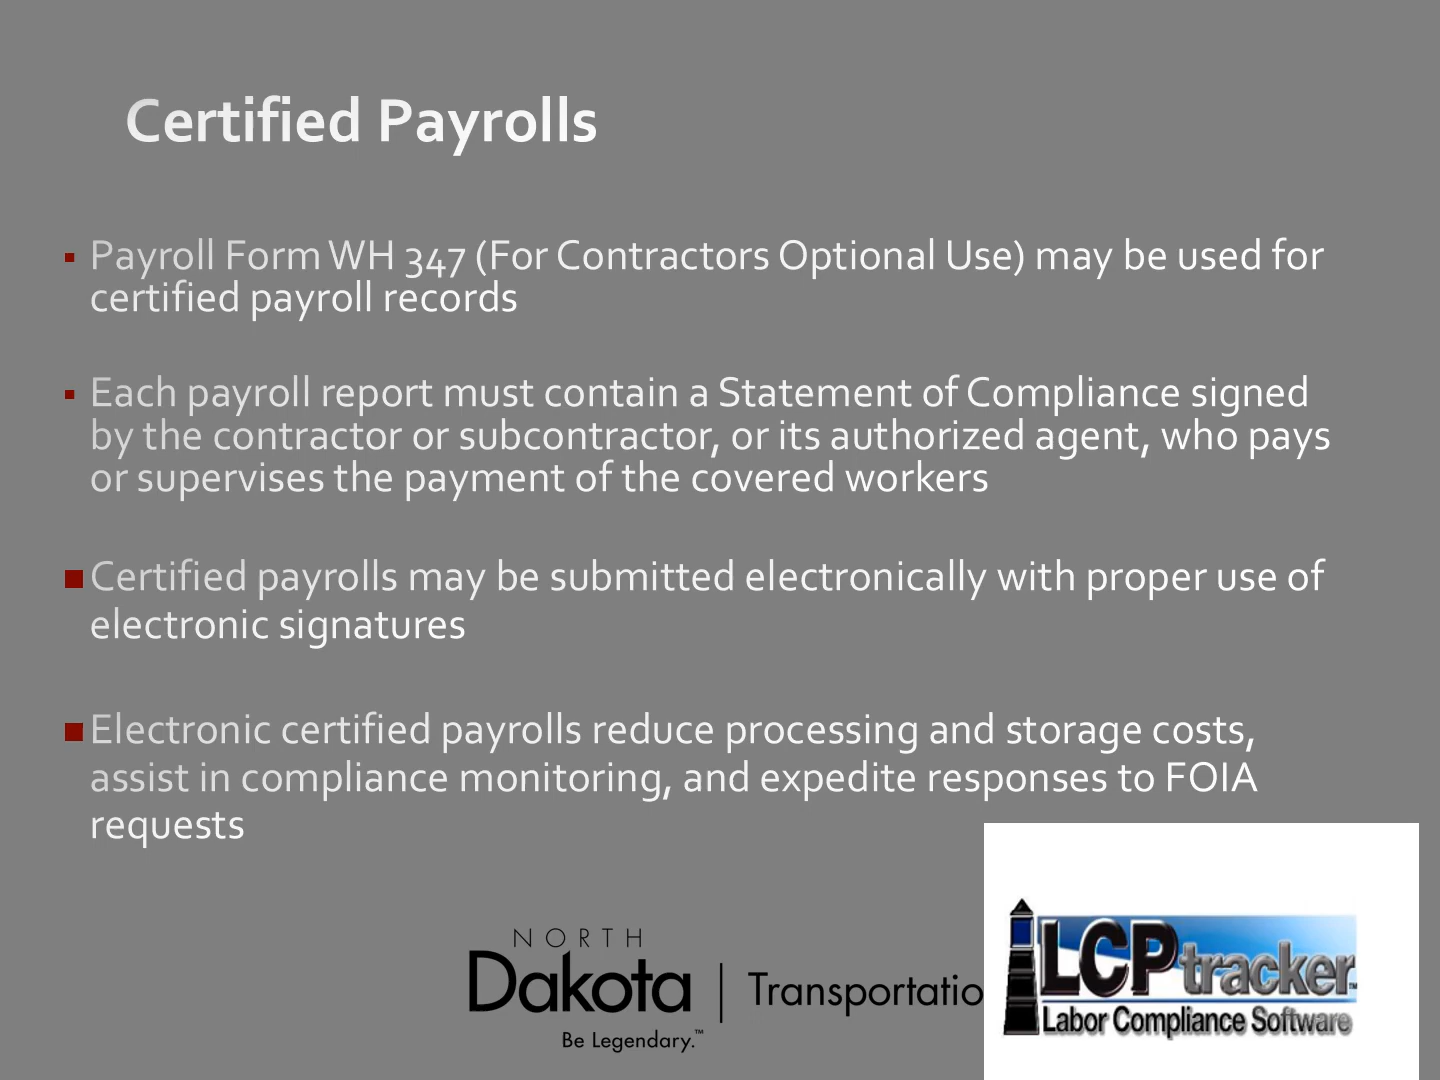 Certified Payrolls
Payroll Form WH 347 (For Contractors Optional Use) may be used for
certified payroll records
Each payroll report must contain a Statement of Compliance signed
by the contractor or subcontractor, or its authorized agent, who pays
or supervises the payment of the covered workers
Certified payrolls may be submitted electronically with proper use of
electronic signatures
Electronic certified payrolls reduce processing and storage costs,
assist in compliance monitoring, and expedite responses to FOIA
requests
NORTH
Dakota | Transportatio
Be Legendary.™
LCPtracker™
Labor Compliance Software